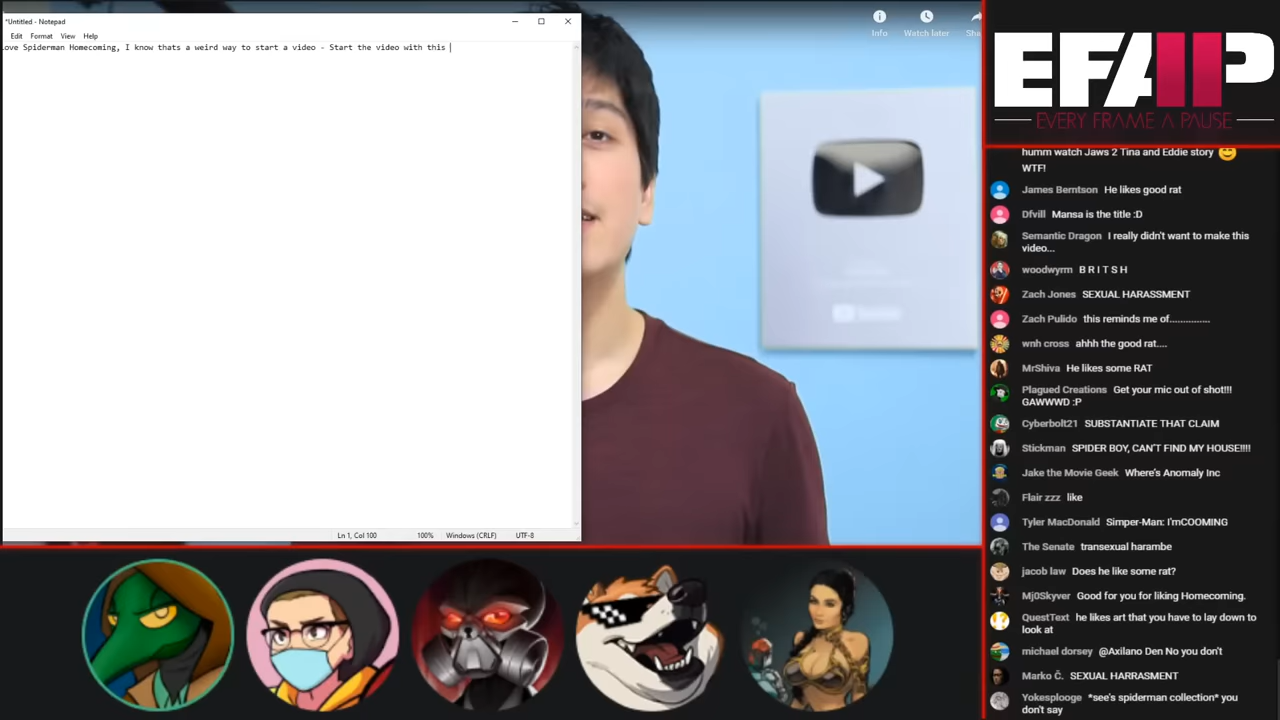 *Untitled - Notepad
Edit Format View Help
ove Spiderman Homecoming, I know thats a weird way to start a video - Start the video with this
Ln 1, Col 100 100% Windows (CRLF) UTF-8
Info
Watch later
Sha
EFAP
EVERY FRAME A PAUSE
humm watch Jaws 2 Tina and Eddie story 😊
WTF!
James Berntson He likes good rat
Dfvill Mansa is the title :D
Semantic Dragon I really didn't want to make this
video...
woodwyrm B R I T S H
Zach Jones SEXUAL HARASSMENT
Zach Pulido this reminds me of...............
wnh cross ahhh the good rat....
MrShiva He likes some RAT
Plagued Creations Get your mic out of shot!!!
GAWWWD :P
Cyberbolt21 SUBSTANTIATE THAT CLAIM
Stickman SPIDER BOY, CAN'T FIND MY HOUSE!!!!
Jake the Movie Geek Where's Anomaly Inc
Flair zzz like
Tyler MacDonald Simper-Man: I'mCOOMING
The Senate transexual harambe
jacob law Does he like some rat?
Mj0Skyver Good for you for liking Homecoming.
QuestText he likes art that you have to lay down to
look at
michael dorsey @Axilano Den No you don't
Marko Č. SEXUAL HARRASMENT
Yokesplooge *see's spiderman collection* you
don't say